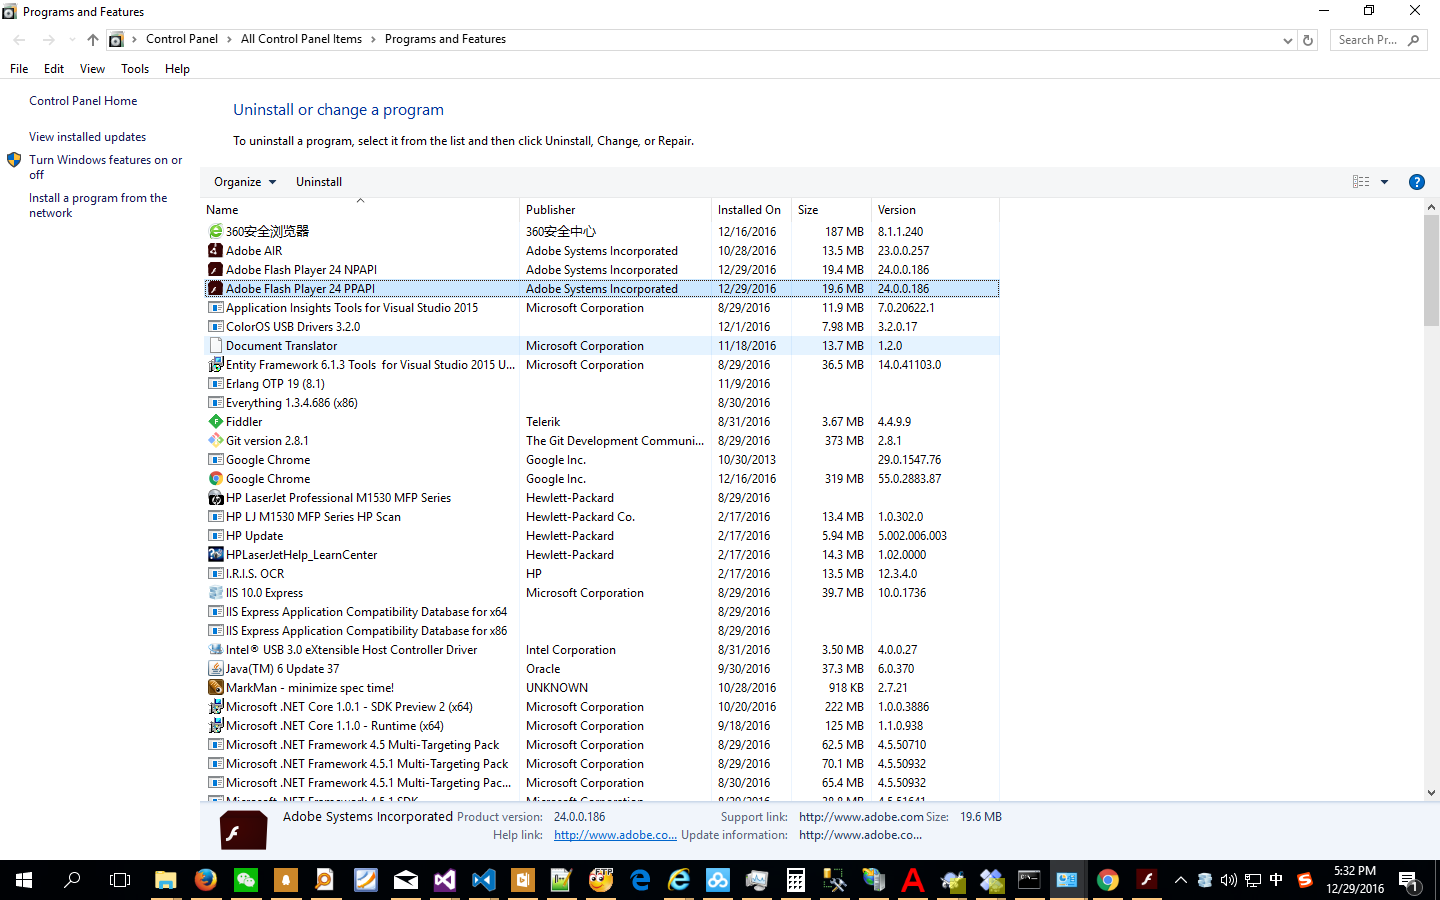 Programs and Features
Control Panel > All Control Panel Items > Programs and Features
Search Pr...
File Edit View Tools Help
Control Panel Home
View installed updates
Turn Windows features on or
off
Install a program from the
network
Uninstall or change a program
To uninstall a program, select it from the list and then click Uninstall, Change, or Repair.
Organize Uninstall
Name Publisher Installed On Size Version
360安全浏览器 360安全中心 12/16/2016 187 MB 8.1.1.240
Adobe AIR Adobe Systems Incorporated 10/28/2016 13.5 MB 23.0.0.257
Adobe Flash Player 24 NPAPI Adobe Systems Incorporated 12/29/2016 19.4 MB 24.0.0.186
Adobe Flash Player 24 PPAPI Adobe Systems Incorporated 12/29/2016 19.6 MB 24.0.0.186
Application Insights Tools for Visual Studio 2015 Microsoft Corporation 8/29/2016 11.9 MB 7.0.20622.1
ColorOS USB Drivers 3.2.0 12/1/2016 7.98 MB 3.2.0.17
Document Translator Microsoft Corporation 11/18/2016 13.7 MB 1.2.0
Entity Framework 6.1.3 Tools for Visual Studio 2015 U... Microsoft Corporation 8/29/2016 36.5 MB 14.0.41103.0
Erlang OTP 19 (8.1) 11/9/2016
Everything 1.3.4.686 (x86) 8/30/2016
Fiddler Telerik 8/31/2016 3.67 MB 4.4.9.9
Git version 2.8.1 The Git Development Communi... 8/29/2016 373 MB 2.8.1
Google Chrome Google Inc. 10/30/2013 29.0.1547.76
Google Chrome Google Inc. 12/16/2016 319 MB 55.0.2883.87
HP LaserJet Professional M1530 MFP Series Hewlett-Packard 8/29/2016
HP LJ M1530 MFP Series HP Scan Hewlett-Packard Co. 2/17/2016 13.4 MB 1.0.302.0
HP Update Hewlett-Packard 2/17/2016 5.94 MB 5.002.006.003
HPLaserJetHelp_LearnCenter Hewlett-Packard 2/17/2016 14.3 MB 1.02.0000
I.R.I.S. OCR HP 2/17/2016 13.5 MB 12.3.4.0
IIS 10.0 Express Microsoft Corporation 8/29/2016 39.7 MB 10.0.1736
IIS Express Application Compatibility Database for x64 8/29/2016
IIS Express Application Compatibility Database for x86 8/29/2016
Intel® USB 3.0 eXtensible Host Controller Driver Intel Corporation 8/31/2016 3.50 MB 4.0.0.27
Java(TM) 6 Update 37 Oracle 9/30/2016 37.3 MB 6.0.370
MarkMan - minimize spec time! UNKNOWN 10/28/2016 918 KB 2.7.21
Microsoft .NET Core 1.0.1 - SDK Preview 2 (x64) Microsoft Corporation 10/20/2016 222 MB 1.0.0.3886
Microsoft .NET Core 1.1.0 - Runtime (x64) Microsoft Corporation 9/18/2016 125 MB 1.1.0.938
Microsoft .NET Framework 4.5 Multi-Targeting Pack Microsoft Corporation 8/29/2016 62.5 MB 4.5.50710
Microsoft .NET Framework 4.5.1 Multi-Targeting Pack Microsoft Corporation 8/29/2016 70.1 MB 4.5.50932
Microsoft .NET Framework 4.5.1 Multi-Targeting Pac... Microsoft Corporation 8/30/2016 65.4 MB 4.5.50932
Microsoft .NET Framework 4.5.1 SDK Microsoft Corporation 8/29/2016 38.8 MB 4.5.51641
Adobe Systems Incorporated Product version: 24.0.0.186 Support link: http://www.adobe.com Size: 19.6 MB
Help link: http://www.adobe.co... Update information: http://www.adobe.co...
FTP
中
5:32 PM
12/29/2016
1